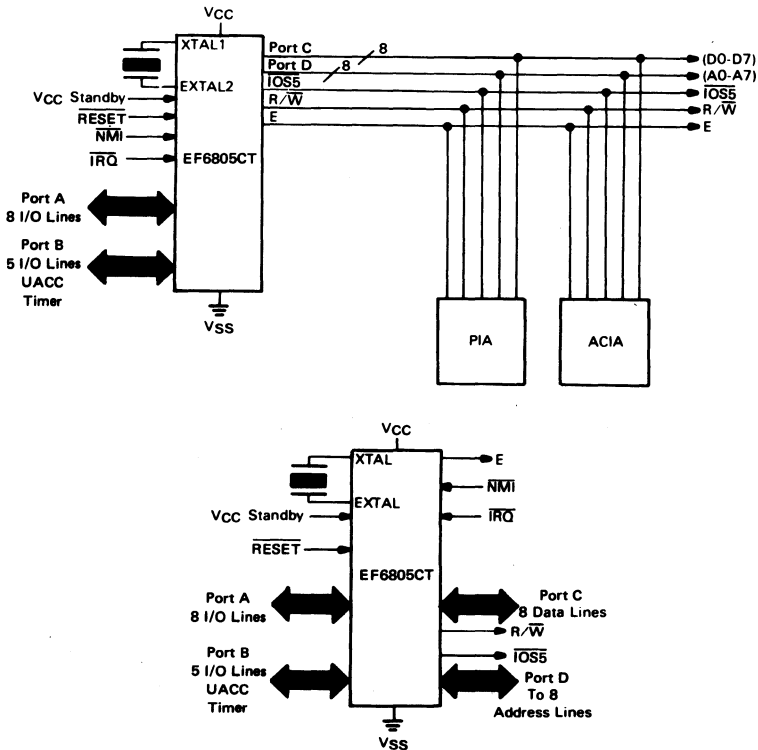 VCC
XTAL1
EXTAL2
VCC Standby
RESET
NMI
IRQ
EF6805CT
Port A
8 I/O Lines
Port B
5 I/O Lines
UACC
Timer
VSS
Port C
8
(D0-D7)
Port D
8
(A0-A7)
IOS5
IOS5
R/W
R/W
E
E
PIA
ACIA
VCC
XTAL
EXTAL
VCC Standby
RESET
EF6805CT
Port A
8 I/O Lines
Port B
5 I/O Lines
UACC
Timer
E
NMI
IRQ
Port C
8 Data Lines
R/W
IOS5
Port D
To 8
Address Lines
VSS